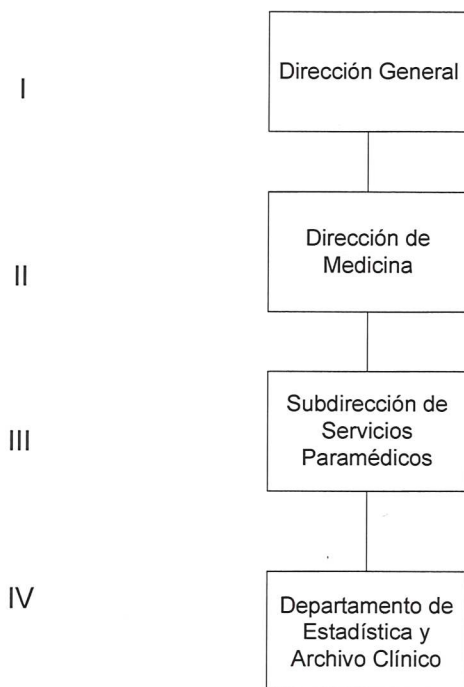 I
Dirección General
II
Dirección de
Medicina
III
Subdirección de
Servicios
Paramédicos
IV
Departamento de
Estadística y
Archivo Clínico